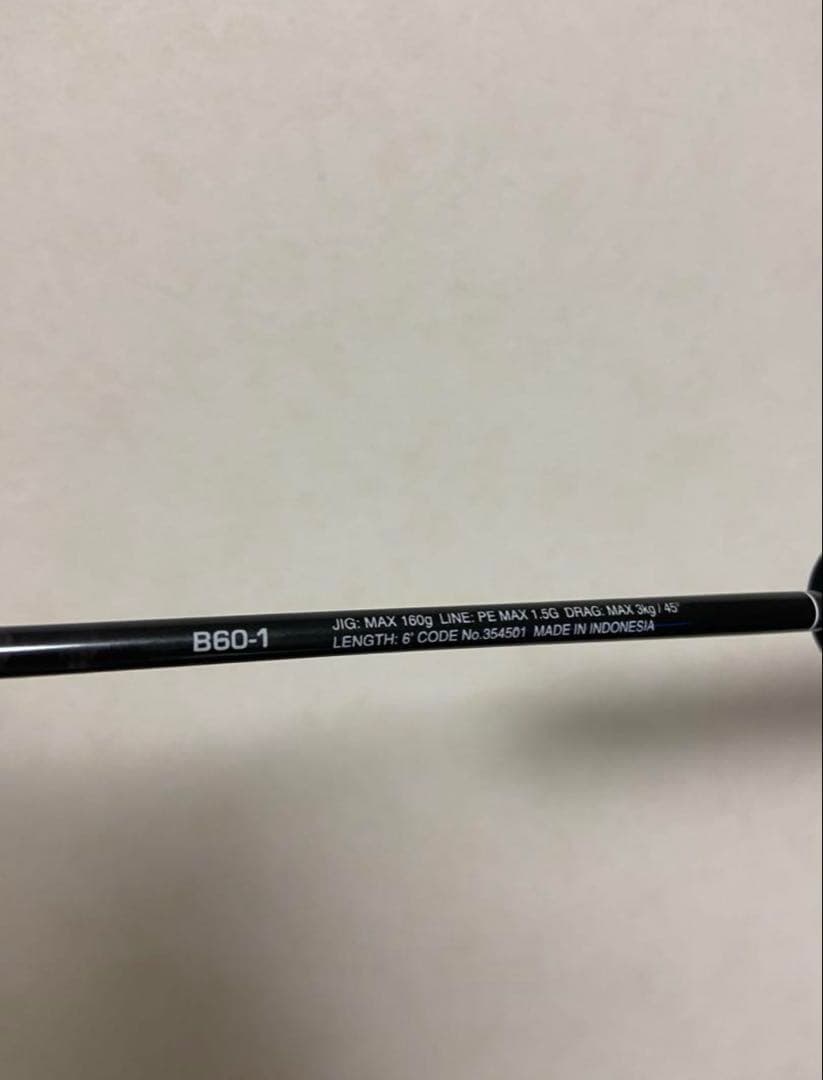 B60-1
JIG: MAX 160g LINE: PE MAX 1.5G DRAG: MAX 3kg / 45°
LENGTH: 6' CODE No.354501 MADE IN INDONESIA